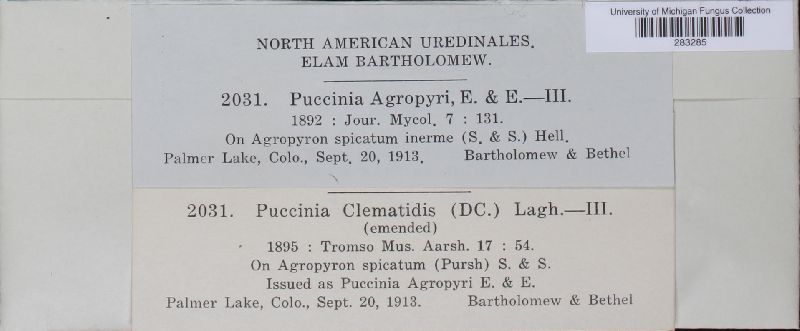 University of Michigan Fungus Collection
283285
NORTH AMERICAN UREDINALES.
ELAM BARTHOLOMEW.
2031. Puccinia Agropyri, E. & E.—III.
1892 : Jour. Mycol. 7 : 131.
On Agropyron spicatum inerme (S. & S.) Hell.
Palmer Lake, Colo., Sept. 20, 1913. Bartholomew & Bethel
2031. Puccinia Clematidis (DC.) Lagh.—III.
(emended)
1895 : Tromso Mus. Aarsh. 17 : 54.
On Agropyron spicatum (Pursh) S. & S.
Issued as Puccinia Agropyri E. & E.
Palmer Lake, Colo., Sept. 20, 1913. Bartholomew & Bethel